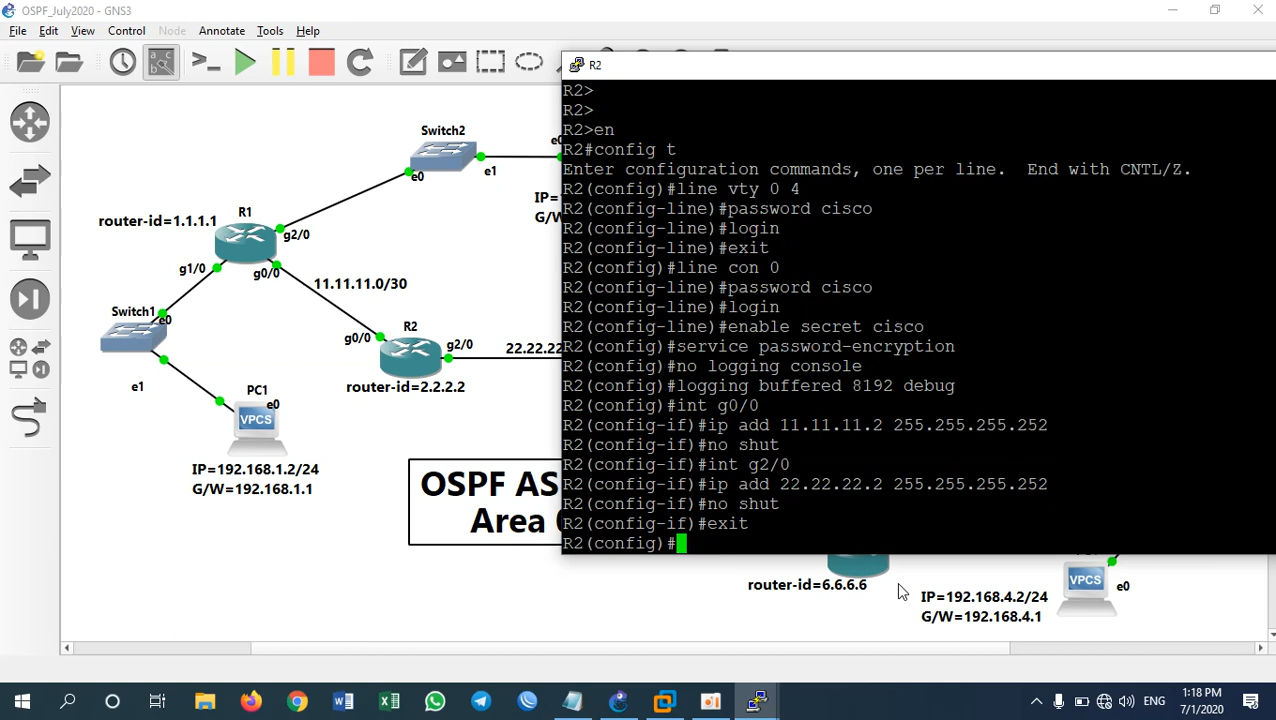 OSPF_July2020 - GNS3
File Edit View Control Node Annotate Tools Help
R2
R2>
R2>
R2>en
R2#config t
Enter configuration commands, one per line.  End with CNTL/Z.
R2(config)#line vty 0 4
R2(config-line)#password cisco
R2(config-line)#login
R2(config-line)#exit
R2(config)#line con 0
R2(config-line)#password cisco
R2(config-line)#login
R2(config-line)#enable secret cisco
R2(config)#service password-encryption
R2(config)#no logging console
R2(config)#logging buffered 8192 debug
R2(config)#int g0/0
R2(config-if)#ip add 11.11.11.2 255.255.255.252
R2(config-if)#no shut
R2(config-if)#int g2/0
R2(config-if)#ip add 22.22.22.2 255.255.255.252
R2(config-if)#no shut
R2(config-if)#exit
R2(config)#
Switch2
e0
e1
IP=
G/W=
R1
router-id=1.1.1.1
g2/0
g1/0
g0/0
11.11.11.0/30
Switch1
e0
e1
R2
g0/0
g2/0
22.22.22
router-id=2.2.2.2
PC1
e0
VPCS
IP=192.168.1.2/24
G/W=192.168.1.1
OSPF AS
Area 0
router-id=6.6.6.6
VPCS
e0
IP=192.168.4.2/24
G/W=192.168.4.1
ENG
1:18 PM
7/1/2020